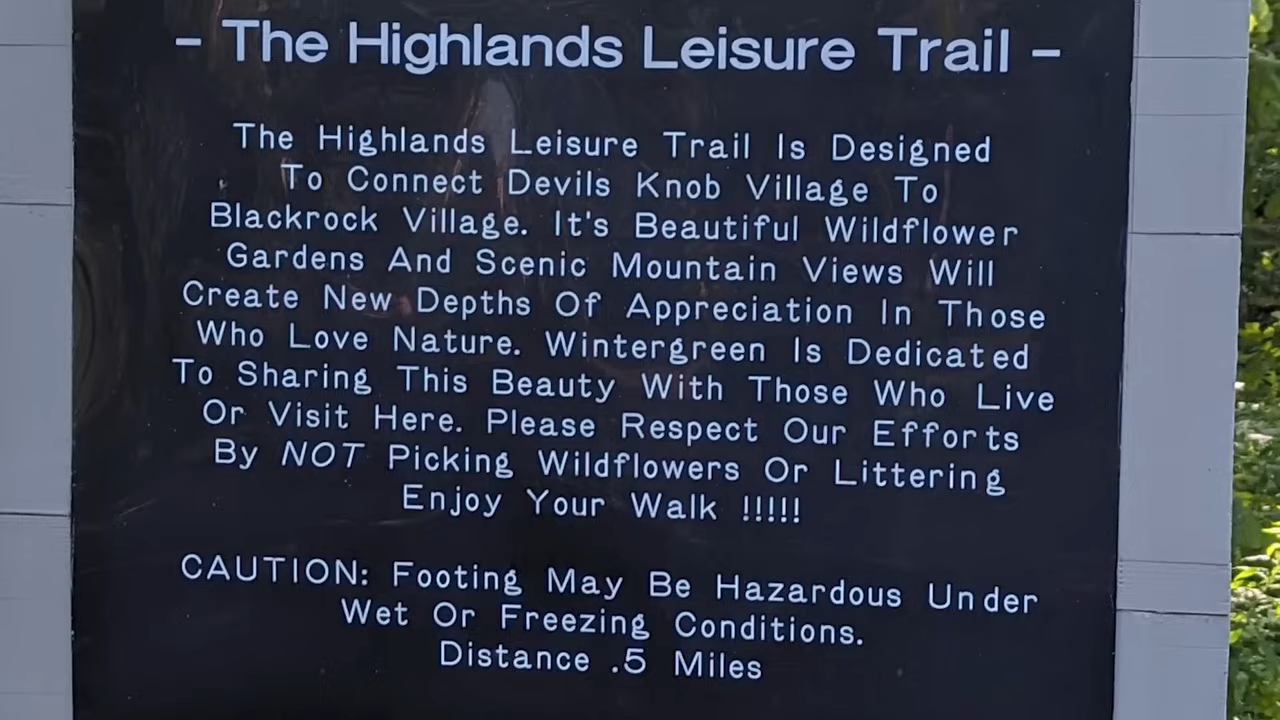 - The Highlands Leisure Trail -
The Highlands Leisure Trail Is Designed
To Connect Devils Knob Village To
Blackrock Village. It's Beautiful Wildflower
Gardens And Scenic Mountain Views Will
Create New Depths Of Appreciation In Those
Who Love Nature. Wintergreen Is Dedicated
To Sharing This Beauty With Those Who Live
Or Visit Here. Please Respect Our Efforts
By NOT Picking Wildflowers Or Littering
Enjoy Your Walk !!!!!
CAUTION: Footing May Be Hazardous Under
Wet Or Freezing Conditions.
Distance .5 Miles